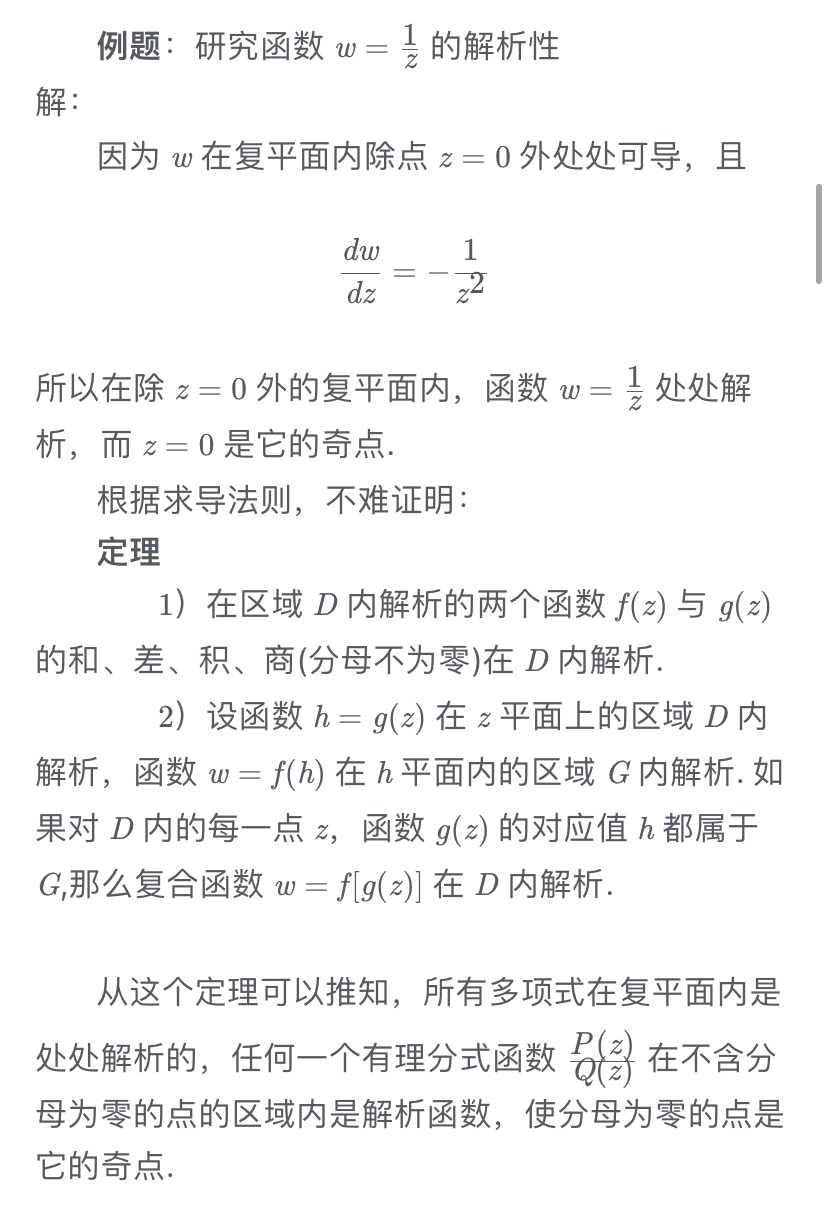 例题：研究函数 w = 1/z 的解析性
解：
因为 w 在复平面内除点 z = 0 外处处可导，且
dw/dz = −1/z²
所以在除 z = 0 外的复平面内，函数 w = 1/z 处处解
析，而 z = 0 是它的奇点.
根据求导法则，不难证明：
定理
1）在区域 D 内解析的两个函数 f(z) 与 g(z)
的和、差、积、商(分母不为零)在 D 内解析.
2）设函数 h = g(z) 在 z 平面上的区域 D 内
解析，函数 w = f(h) 在 h 平面内的区域 G 内解析. 如
果对 D 内的每一点 z，函数 g(z) 的对应值 h 都属于
G,那么复合函数 w = f[g(z)] 在 D 内解析.
从这个定理可以推知，所有多项式在复平面内是
处处解析的，任何一个有理分式函数 P(z)/Q(z) 在不含分
母为零的点的区域内是解析函数，使分母为零的点是
它的奇点.